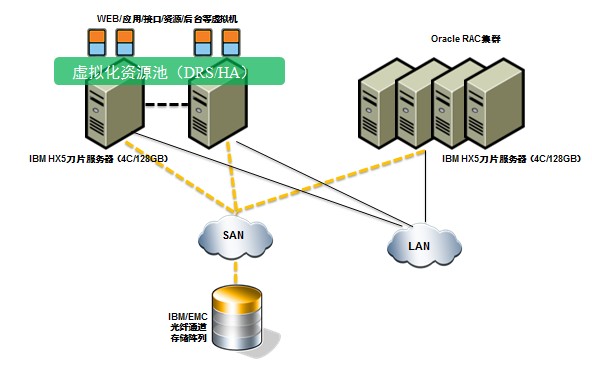 WEB/应用/接口/资源/后台等虚拟机
Oracle RAC集群
虚拟化资源池（DRS/HA）
IBM HX5刀片服务器（4C/128GB）
IBM HX5刀片服务器（4C/128GB）
SAN
LAN
IBM/EMC
光纤通道
存储阵列